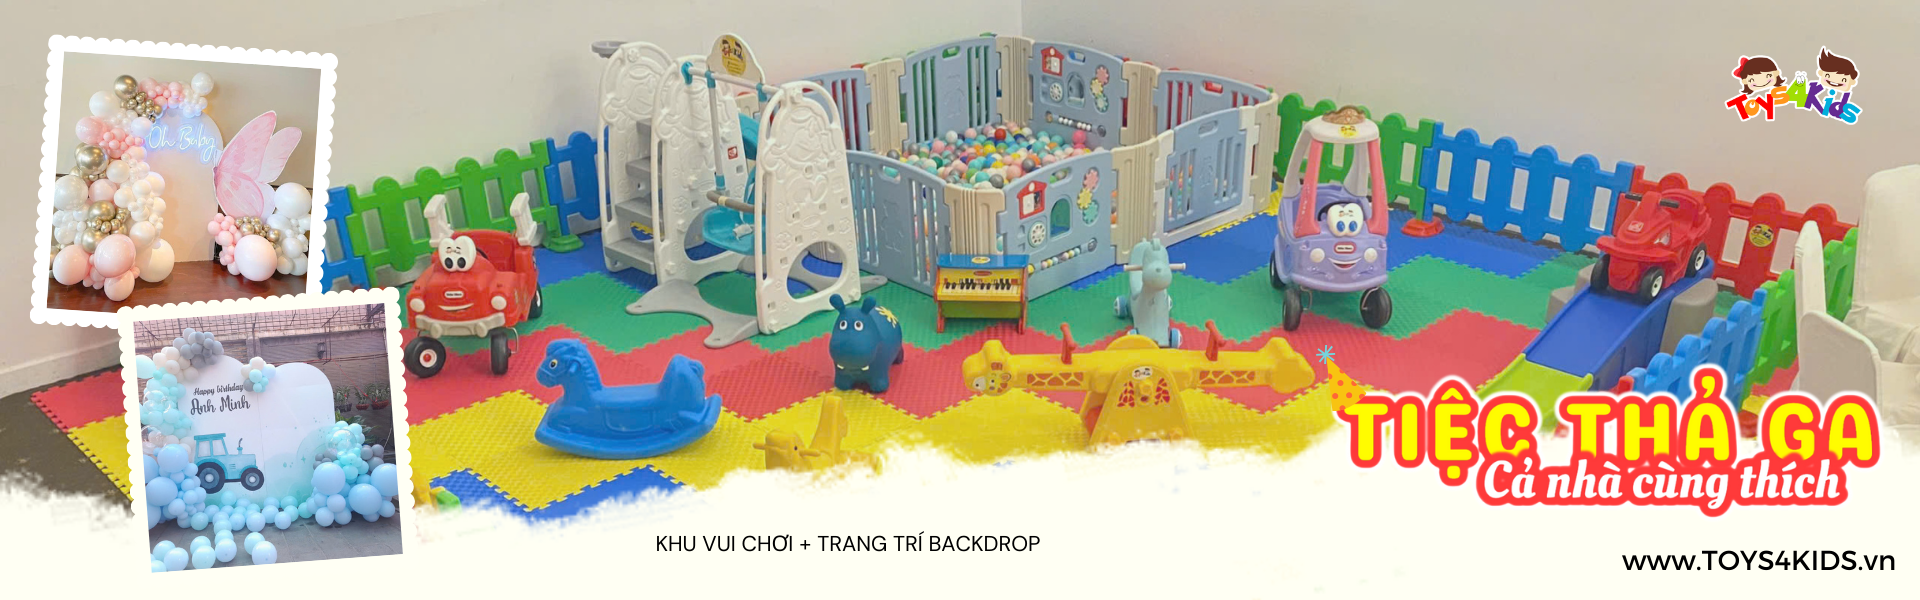 Oh Baby
Happy birthday
Anh Minh
TOYS4KIDS
TIỆC THẢ GA
Cả nhà cùng thích
KHU VUI CHƠI + TRANG TRÍ BACKDROP
www.TOYS4KIDS.vn